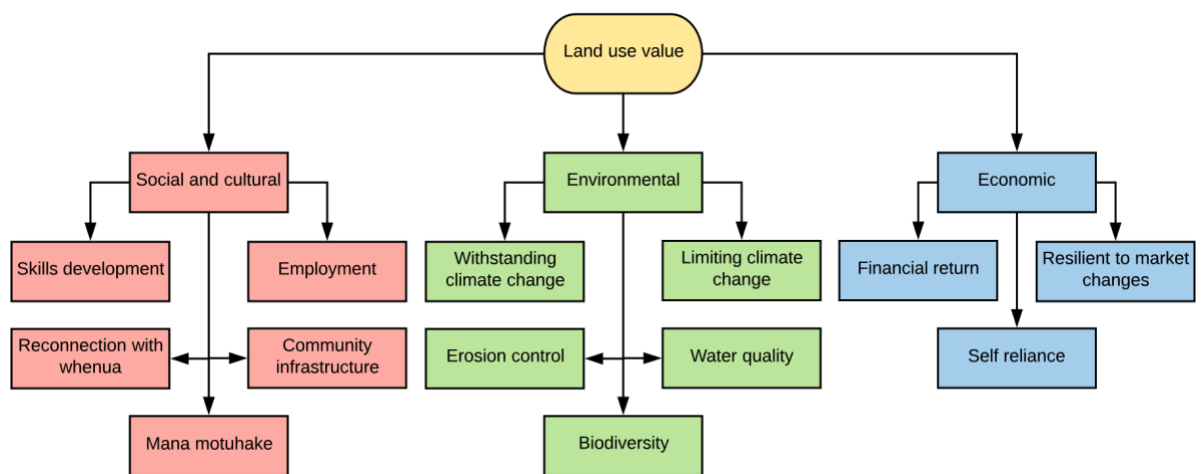 Land use value
Social and cultural
Environmental
Economic
Skills development
Employment
Withstanding
climate change
Limiting climate
change
Financial return
Resilient to market
changes
Reconnection with
whenua
Community
infrastructure
Erosion control
Water quality
Self reliance
Mana motuhake
Biodiversity